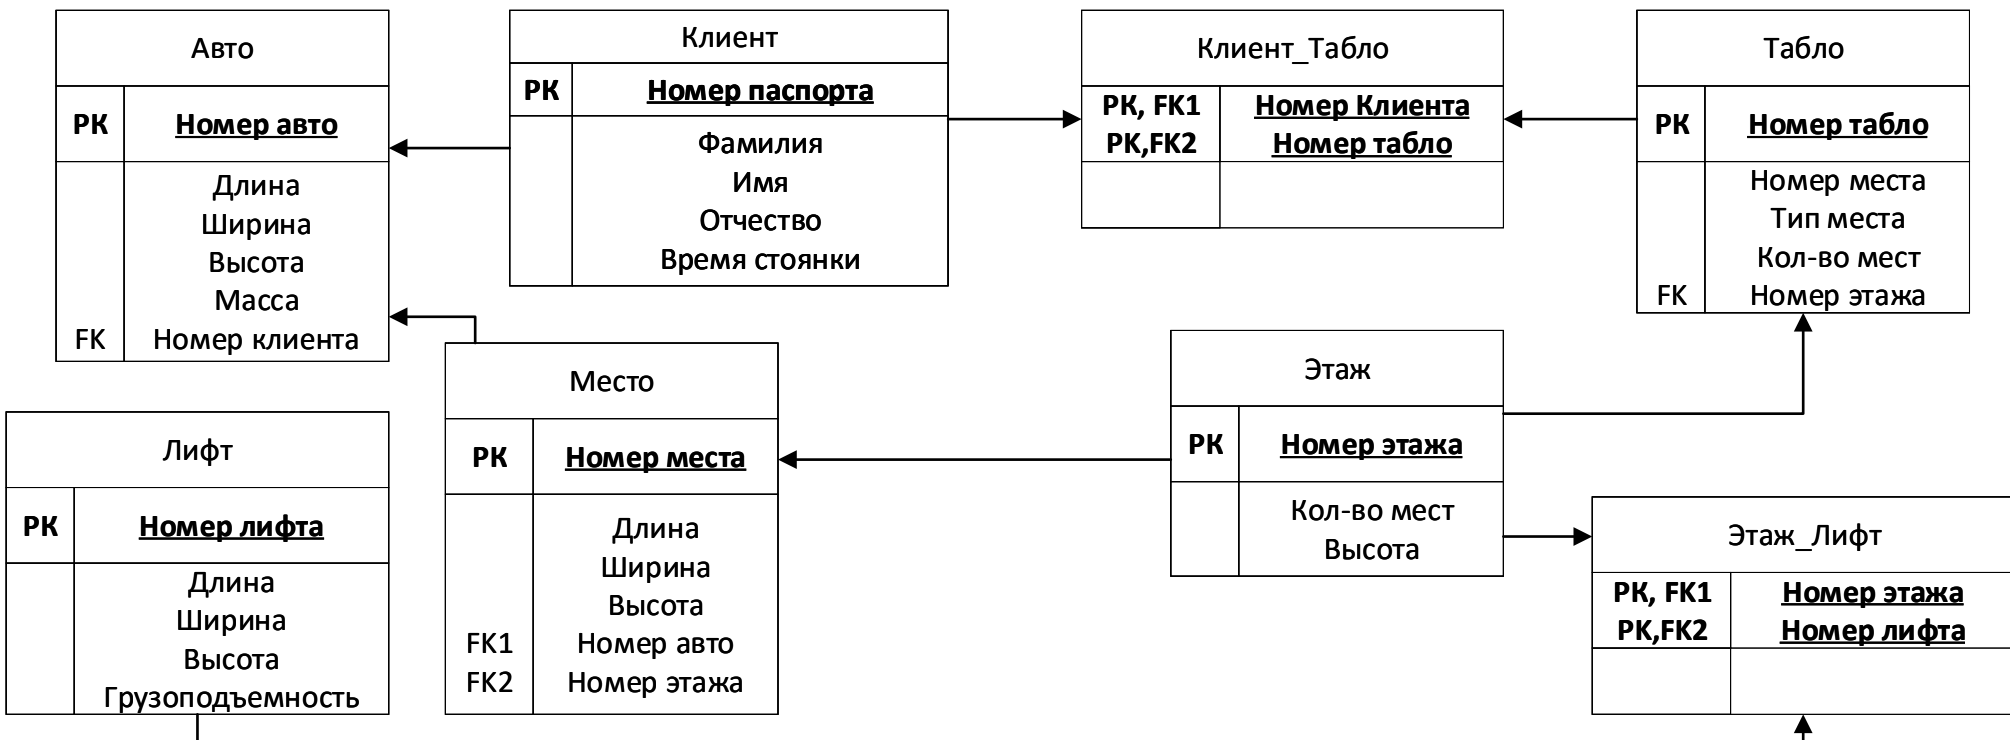 Авто
PK Номер авто
Длина
Ширина
Высота
Масса
FK Номер клиента
Клиент
PK Номер паспорта
Фамилия
Имя
Отчество
Время стоянки
Клиент_Табло
PK, FK1 Номер Клиента
PK,FK2 Номер табло
Табло
PK Номер табло
Номер места
Тип места
Кол-во мест
FK Номер этажа
Лифт
PK Номер лифта
Длина
Ширина
Высота
Грузоподъемность
Место
PK Номер места
Длина
Ширина
Высота
FK1 Номер авто
FK2 Номер этажа
Этаж
PK Номер этажа
Кол-во мест
Высота
Этаж_Лифт
PK, FK1 Номер этажа
PK,FK2 Номер лифта